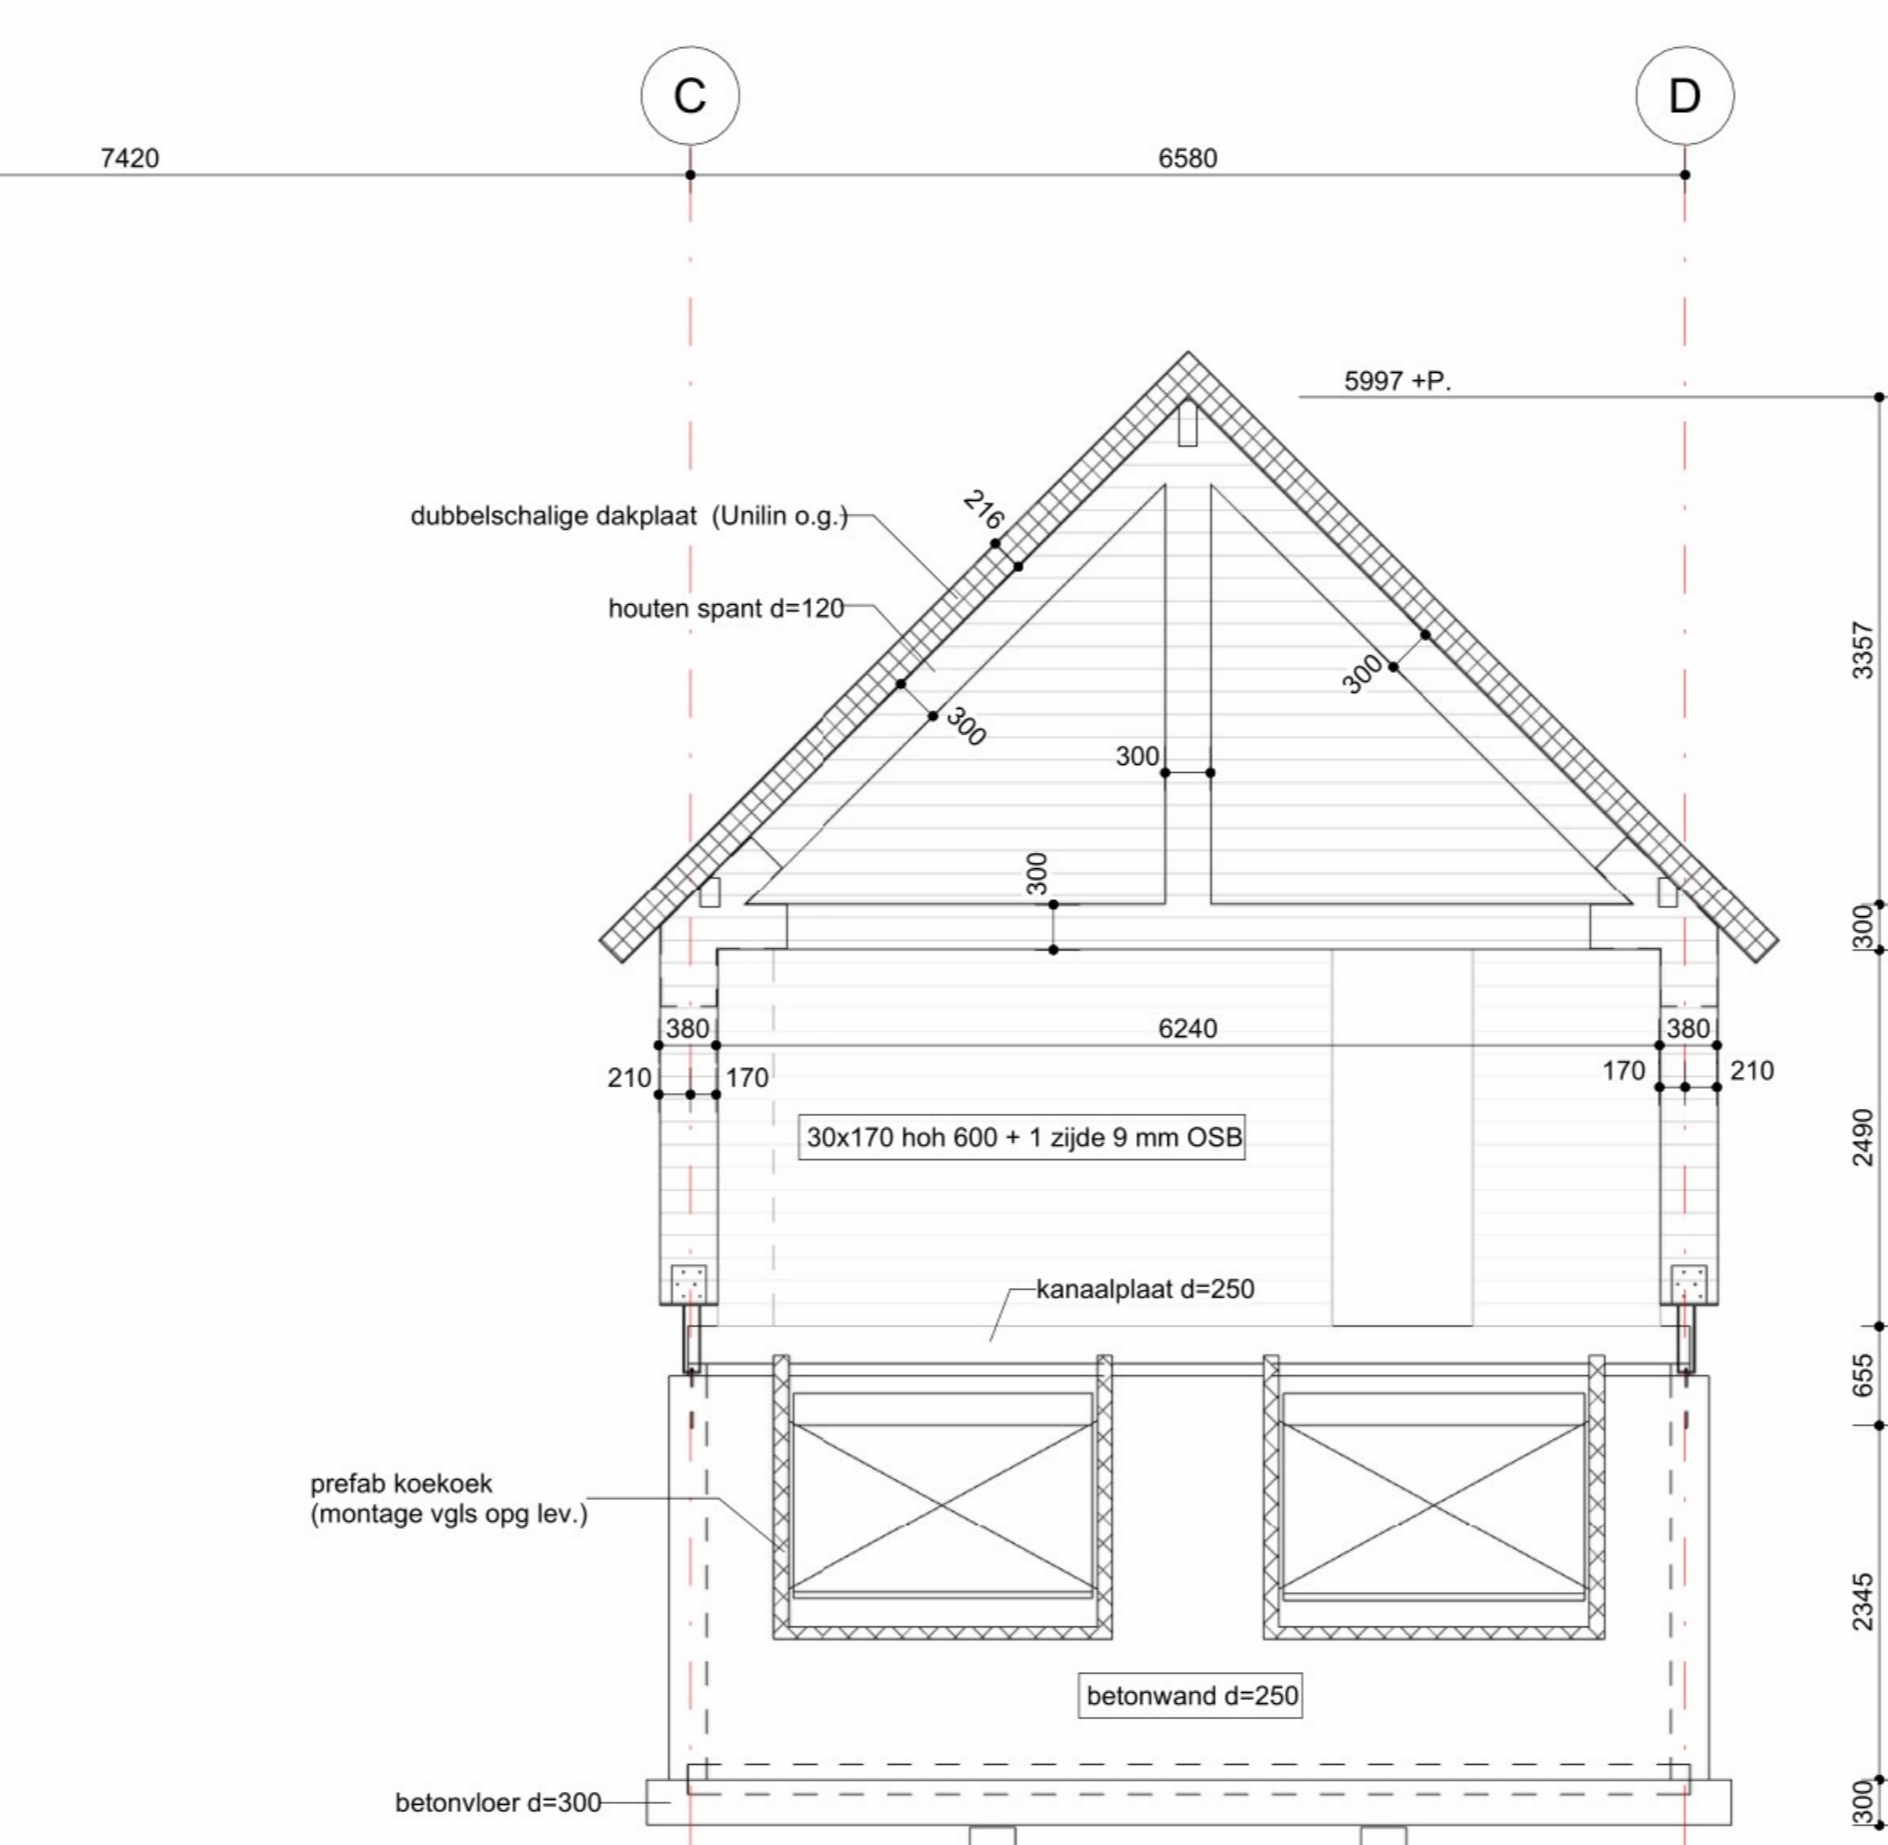 C
D
7420
6580
5997 +P.
dubbelschalige dakplaat (Unilin o.g.)
216
houten spant d=120
300
300
300
300
3357
300
380
6240
380
210
170
170
210
30x170 hoh 600 + 1 zijde 9 mm OSB
2490
kanaalplaat d=250
655
prefab koekoek
(montage vgls opg lev.)
2345
betonwand d=250
betonvloer d=300
300